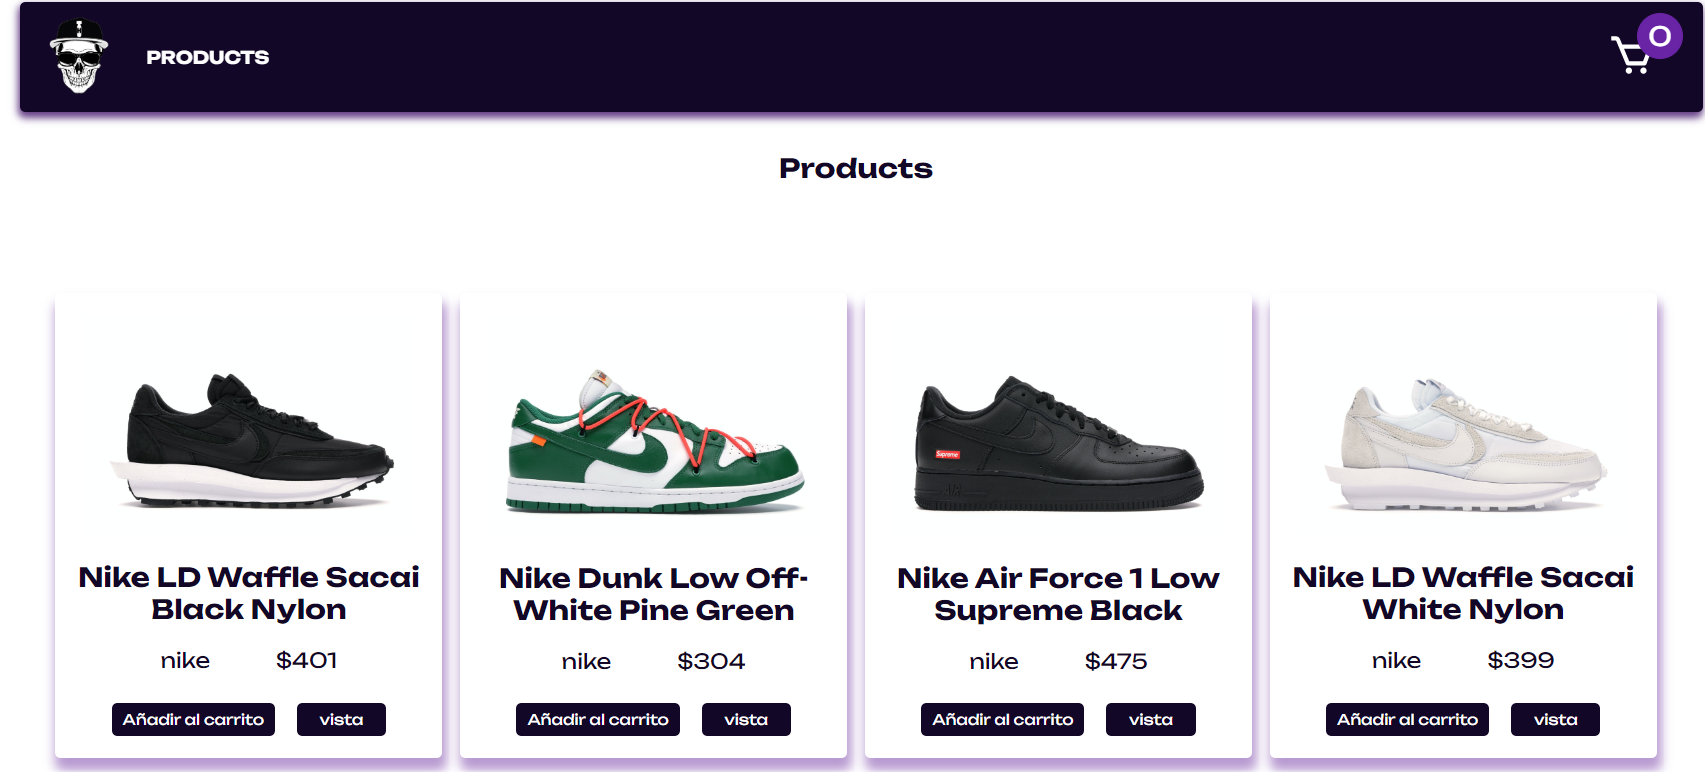 PRODUCTS
0
Products
Nike LD Waffle Sacai
Black Nylon
nike $401
Añadir al carrito vista
Nike Dunk Low Off-
White Pine Green
nike $304
Añadir al carrito vista
Supreme
Nike Air Force 1 Low
Supreme Black
nike $475
Añadir al carrito vista
Nike LD Waffle Sacai
White Nylon
nike $399
Añadir al carrito vista